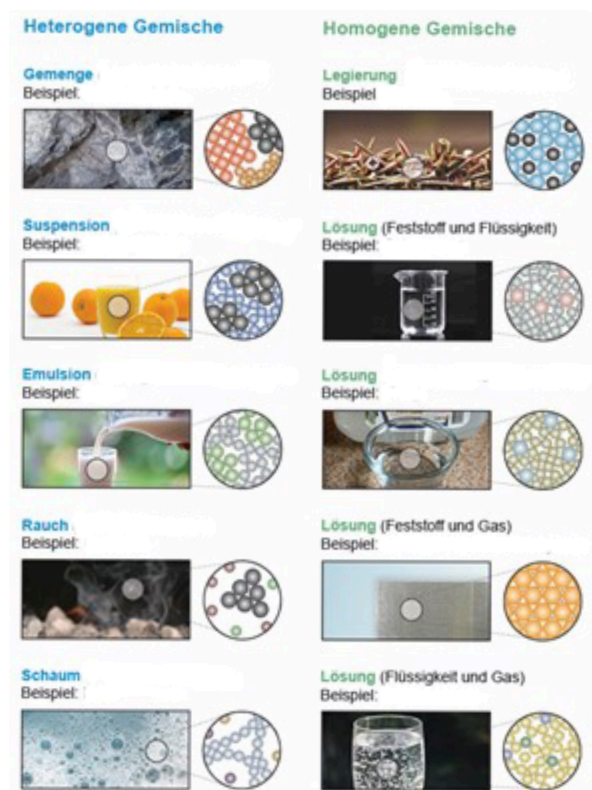 Heterogene Gemische
Homogene Gemische
Gemenge
Beispiel:
Legierung
Beispiel
Suspension
Beispiel:
Lösung (Feststoff und Flüssigkeit)
Beispiel:
Emulsion
Beispiel:
Lösung
Beispiel:
Rauch
Beispiel:
Lösung (Feststoff und Gas)
Beispiel:
Schaum
Beispiel:
Lösung (Flüssigkeit und Gas)
Beispiel: